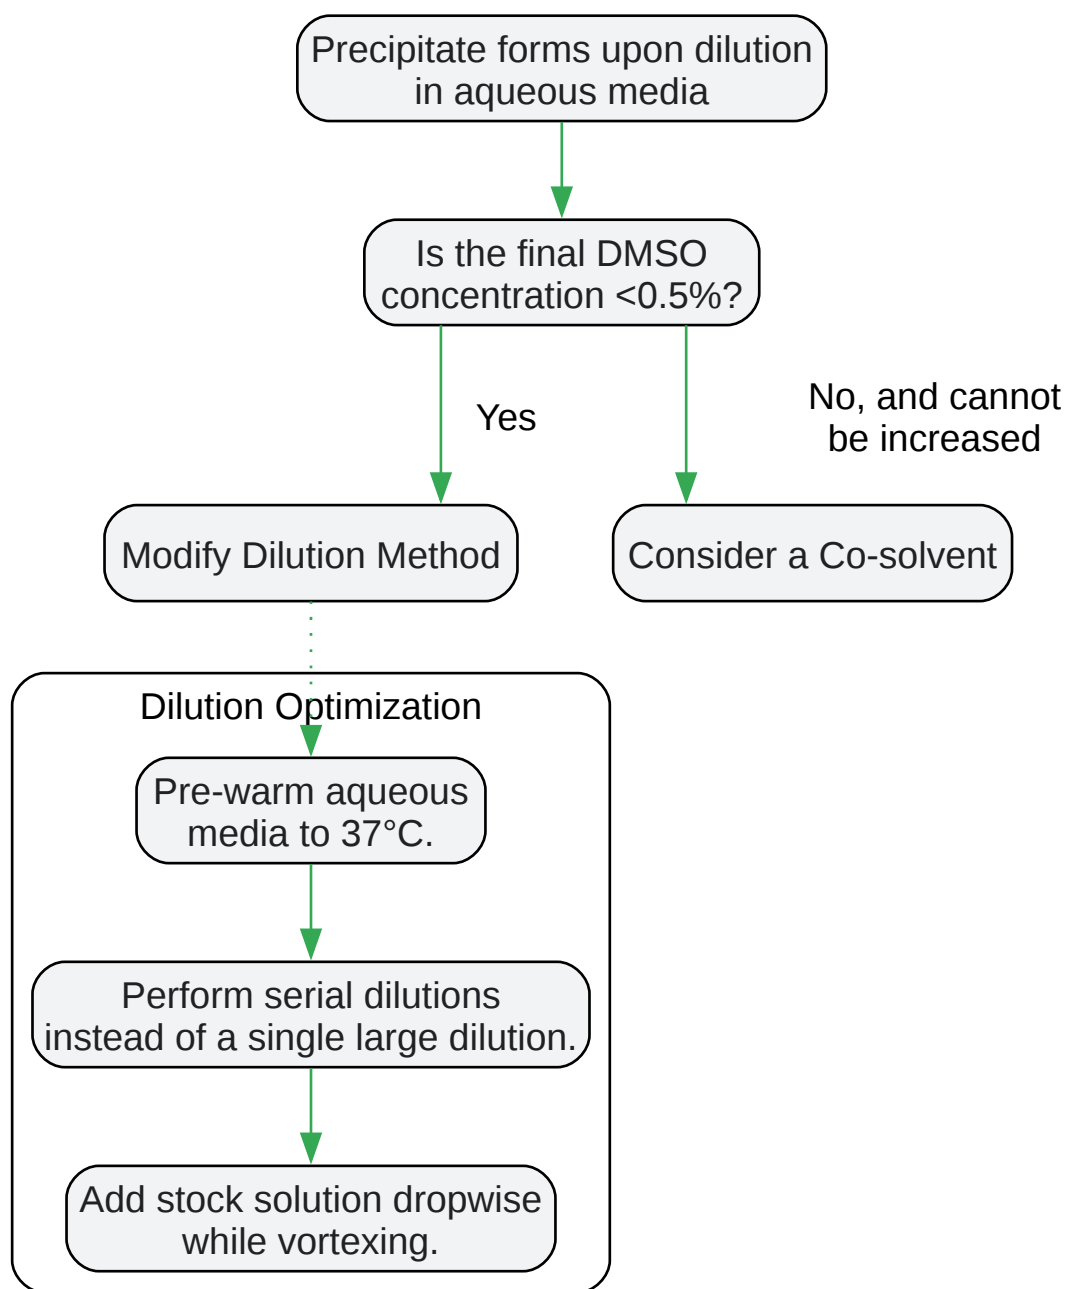 Precipitate forms upon dilution
in aqueous media
Is the final DMSO
concentration <0.5%?
Yes
No, and cannot
be increased
Modify Dilution Method
Consider a Co-solvent
Dilution Optimization
Pre-warm aqueous
media to 37°C.
Perform serial dilutions
instead of a single large dilution.
Add stock solution dropwise
while vortexing.